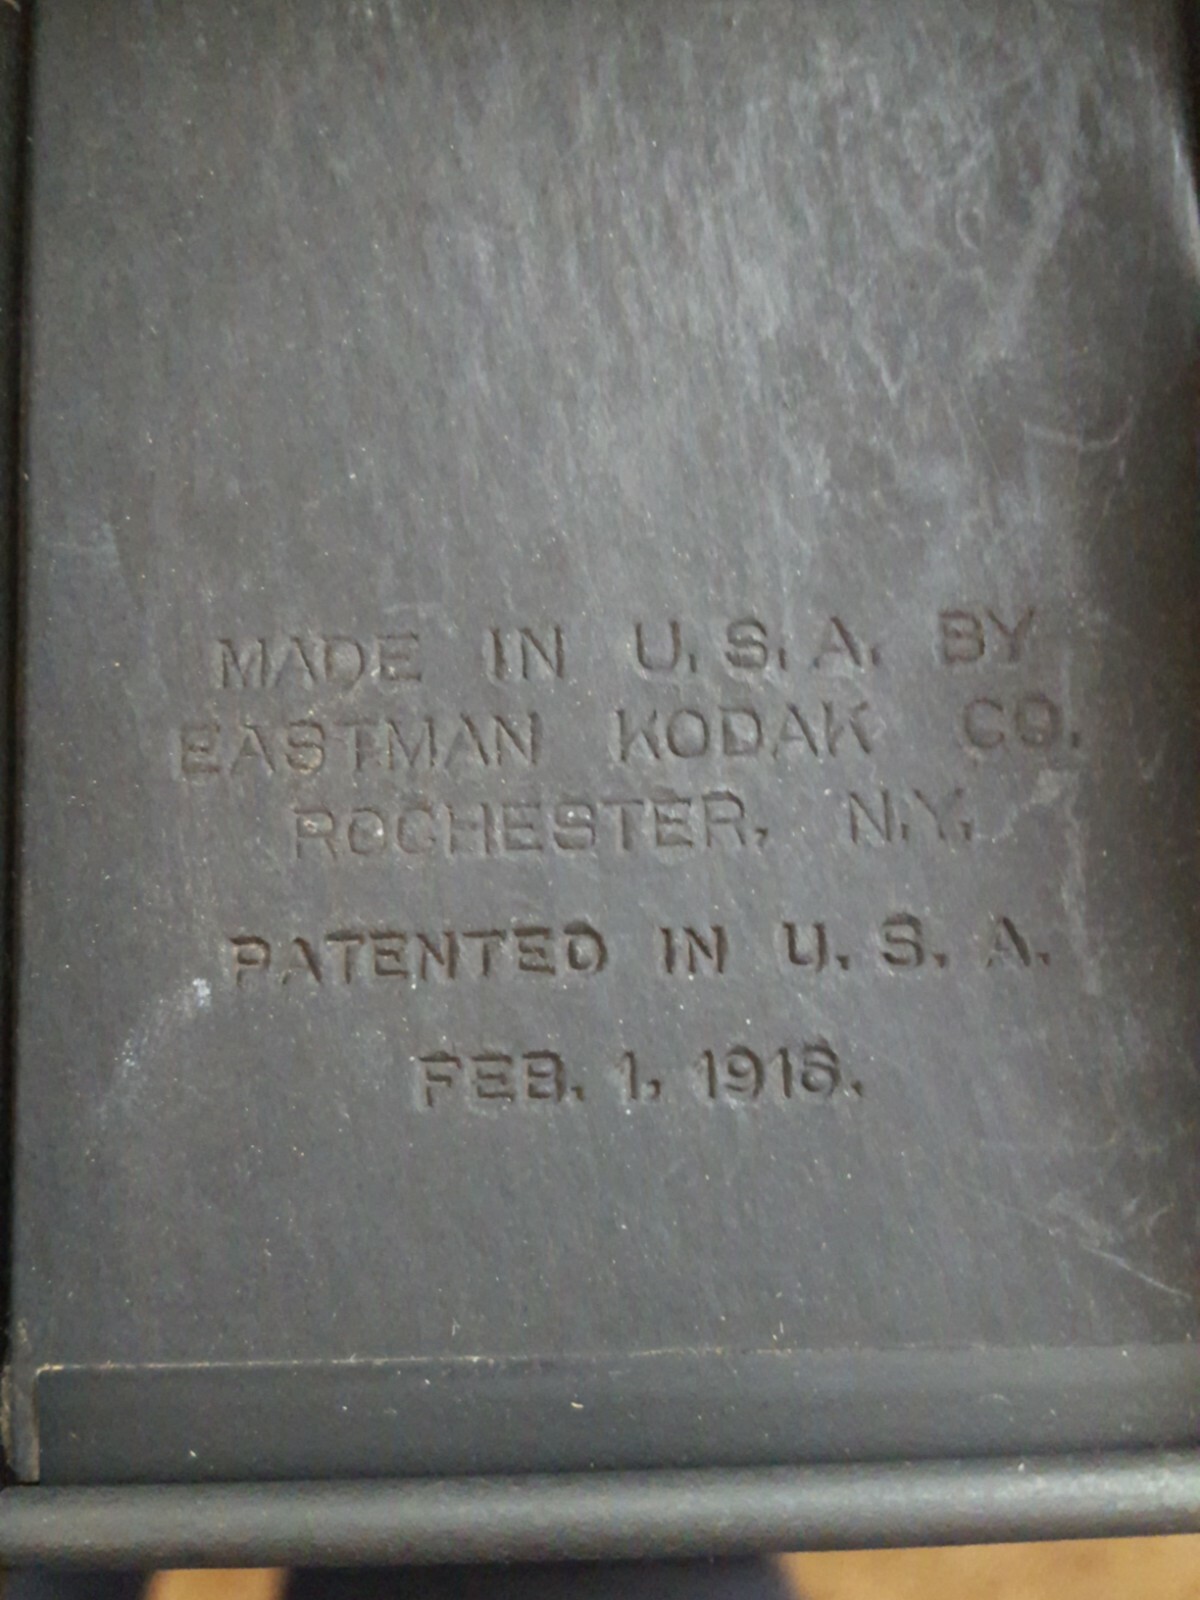 MADE IN U.S.A. BY
EASTMAN KODAK CO.
ROCHESTER, N.Y.
PATENTED IN U.S.A.
FEB. 1, 1916.